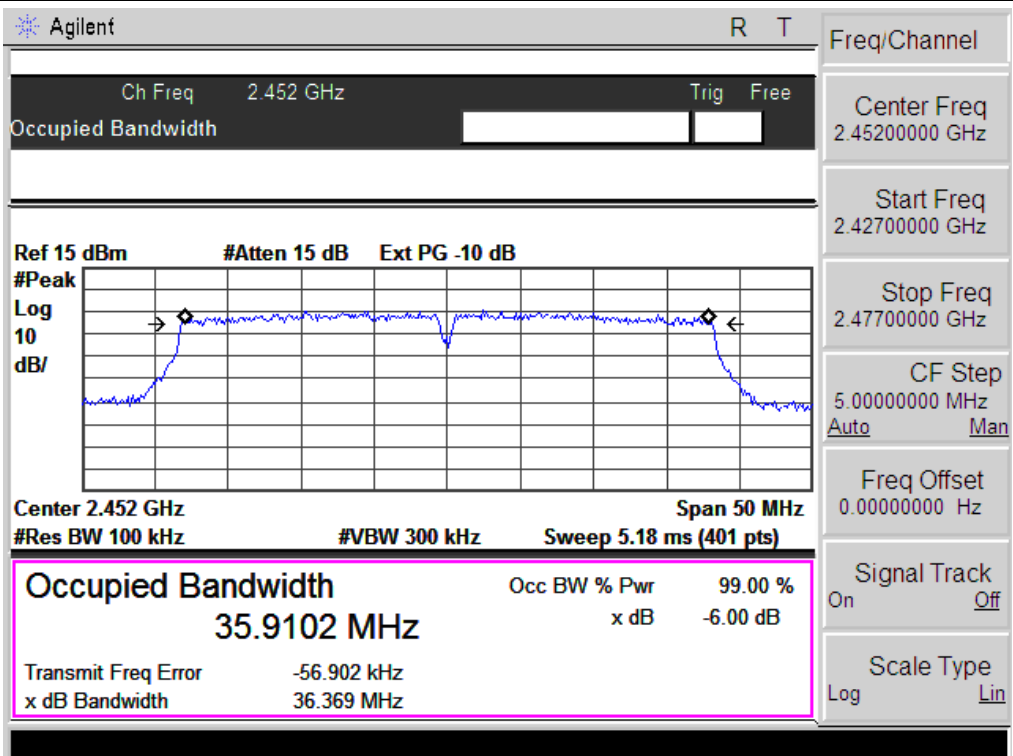 Agilent R T
Ch Freq 2.452 GHz Trig Free
Occupied Bandwidth
Ref 15 dBm #Atten 15 dB Ext PG -10 dB
#Peak
Log
10
dB/
Center 2.452 GHz Span 50 MHz
#Res BW 100 kHz #VBW 300 kHz Sweep 5.18 ms (401 pts)
Occupied Bandwidth Occ BW % Pwr 99.00 %
35.9102 MHz x dB -6.00 dB
Transmit Freq Error -56.902 kHz
x dB Bandwidth 36.369 MHz
Freq/Channel
Center Freq
2.45200000 GHz
Start Freq
2.42700000 GHz
Stop Freq
2.47700000 GHz
CF Step
5.00000000 MHz
Auto Man
Freq Offset
0.00000000 Hz
Signal Track
On Off
Scale Type
Log Lin